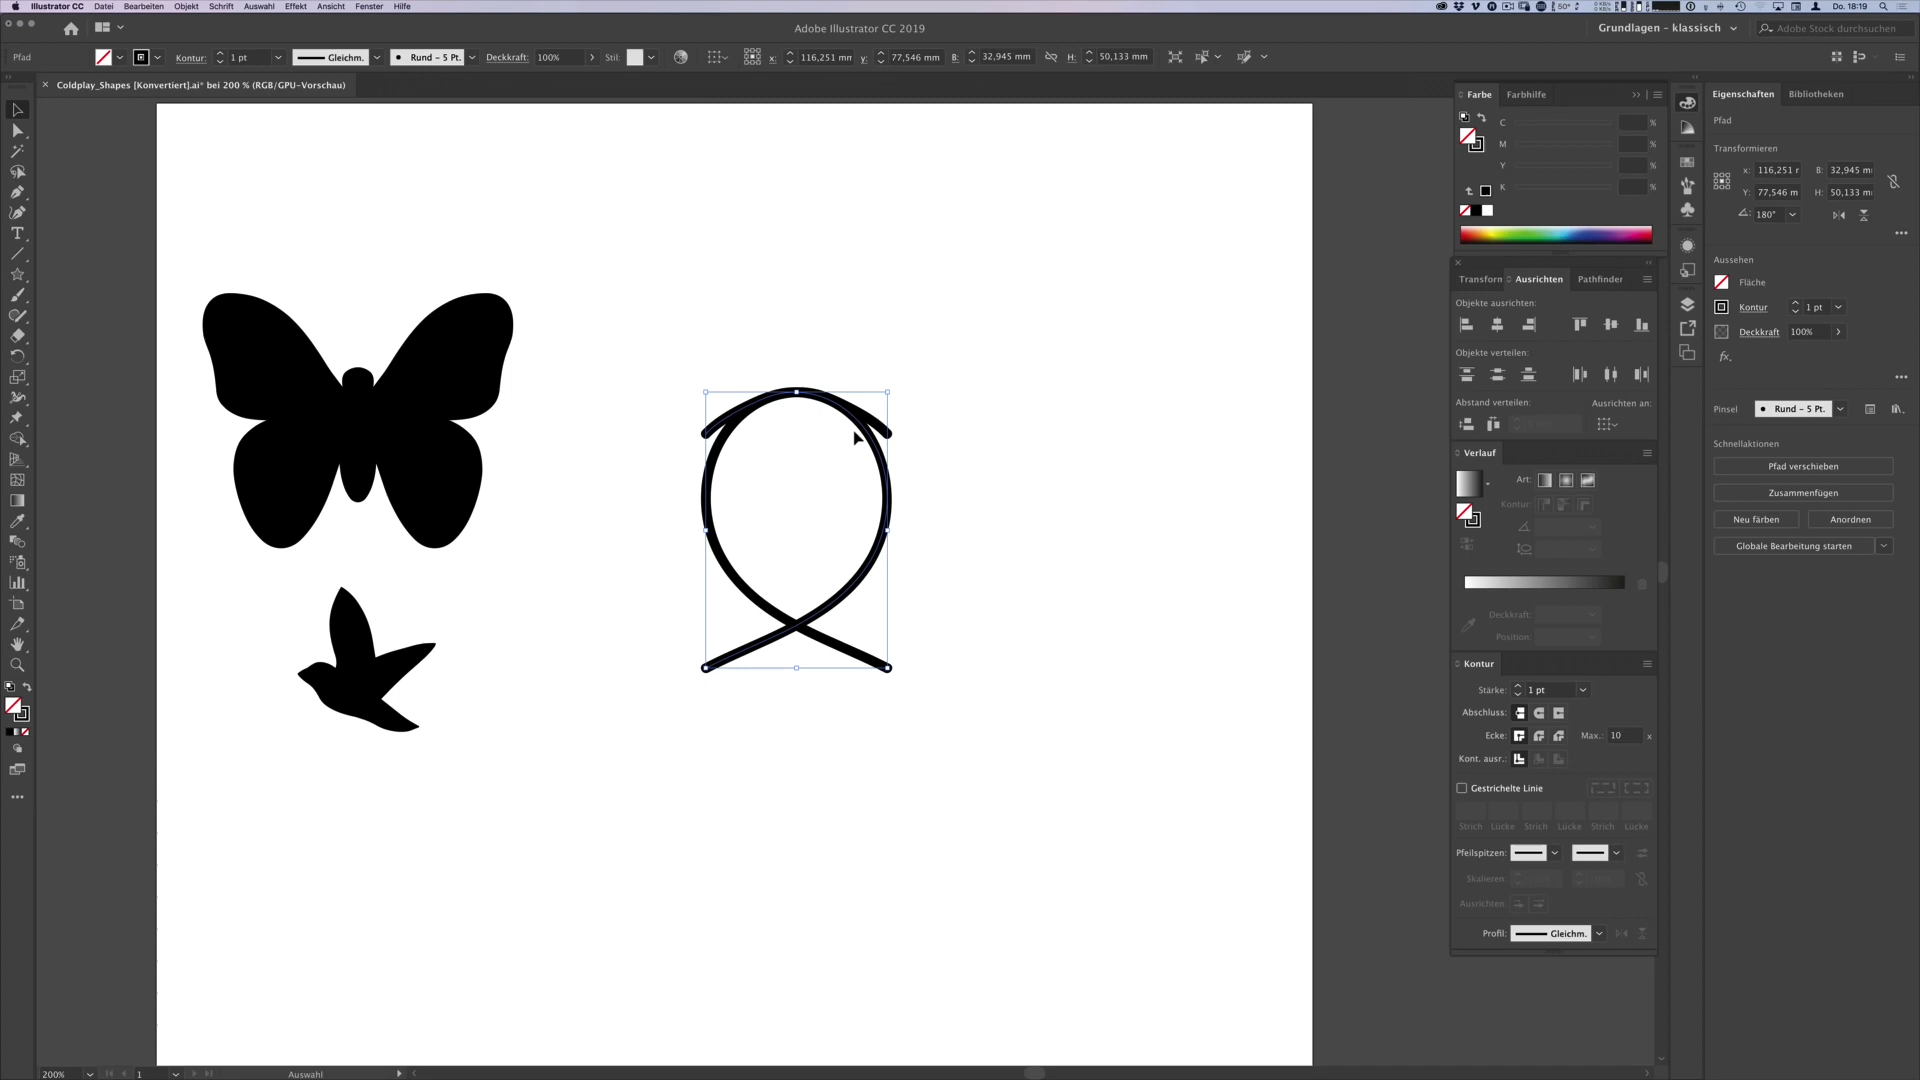 Illustrator CC Datei Bearbeiten Objekt Schrift Auswahl Effekt Ansicht Fenster Hilfe
50° Do. 18:19
Adobe Illustrator CC 2019
Grundlagen – klassisch
Adobe Stock durchsuchen
Pfad Kontur: 1 pt Gleichm. Rund – 5 Pt. Deckkraft: 100% Stil: x: 116,251 mm y: 77,546 mm B: 32,945 mm H: 50,133 mm
Coldplay_Shapes [Konvertiert].ai* bei 200 % (RGB/GPU-Vorschau)
Farbe Farbhilfe
C %
M %
Y %
K %
Transform Ausrichten Pathfinder
Objekte ausrichten:
Objekte verteilen:
Abstand verteilen: Ausrichten an:
Verlauf
Art:
Kontur:
Deckkraft:
Position:
Kontur
Stärke: 1 pt
Abschluss:
Ecke: Max.: 10 x
Kont. ausr.:
Gestrichelte Linie
Strich Lücke Strich Lücke Strich Lücke
Pfeilspitzen:
Skalieren:
Ausrichten:
Profil: Gleichm.
Eigenschaften Bibliotheken
Pfad
Transformieren
x: 116,251 r B: 32,945 m
Y: 77,546 m H: 50,133 m
180°
Aussehen
Fläche
Kontur 1 pt
Deckkraft 100%
fx.
Pinsel Rund – 5 Pt.
Schnellaktionen
Pfad verschieben
Zusammenfügen
Neu färben Anordnen
Globale Bearbeitung starten
200% 1 Auswahl